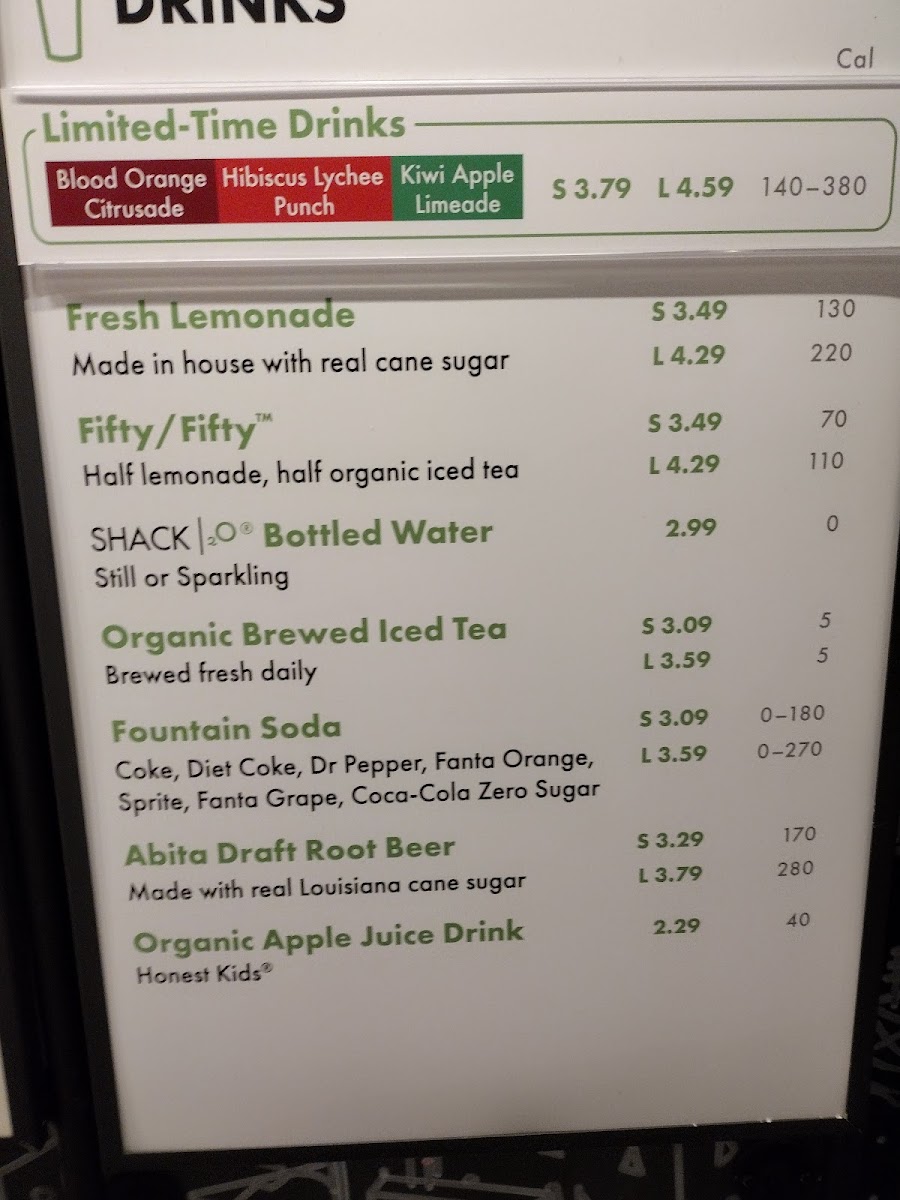 DRINKS
Cal
Limited-Time Drinks
Blood Orange Citrusade Hibiscus Lychee Punch Kiwi Apple Limeade S 3.79 L 4.59 140–380
Fresh Lemonade S 3.49 130
Made in house with real cane sugar L 4.29 220
Fifty/Fifty™ S 3.49 70
Half lemonade, half organic iced tea L 4.29 110
SHACK|₂O® Bottled Water 2.99 0
Still or Sparkling
Organic Brewed Iced Tea S 3.09 5
Brewed fresh daily L 3.59 5
Fountain Soda S 3.09 0–180
Coke, Diet Coke, Dr Pepper, Fanta Orange, L 3.59 0–270
Sprite, Fanta Grape, Coca-Cola Zero Sugar
Abita Draft Root Beer S 3.29 170
Made with real Louisiana cane sugar L 3.79 280
Organic Apple Juice Drink 2.29 40
Honest Kids®